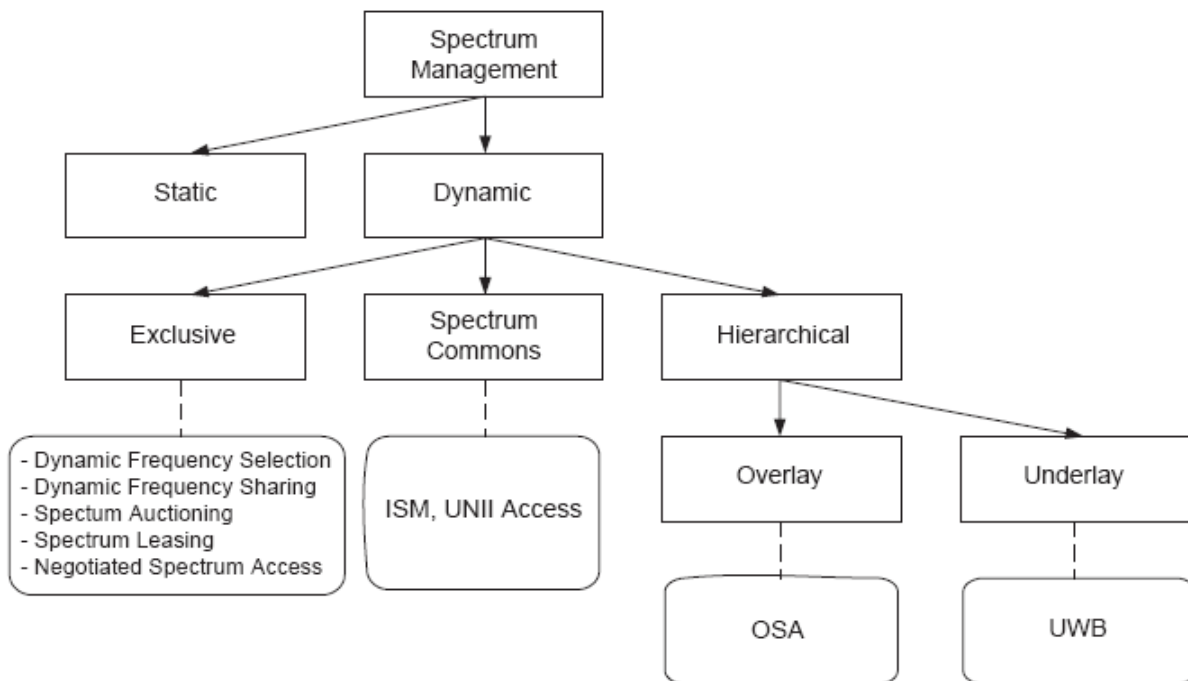 Spectrum
Management
Static
Dynamic
Exclusive
Spectrum
Commons
Hierarchical
- Dynamic Frequency Selection
- Dynamic Frequency Sharing
- Spectum Auctioning
- Spectrum Leasing
- Negotiated Spectrum Access
ISM, UNII Access
Overlay
Underlay
OSA
UWB